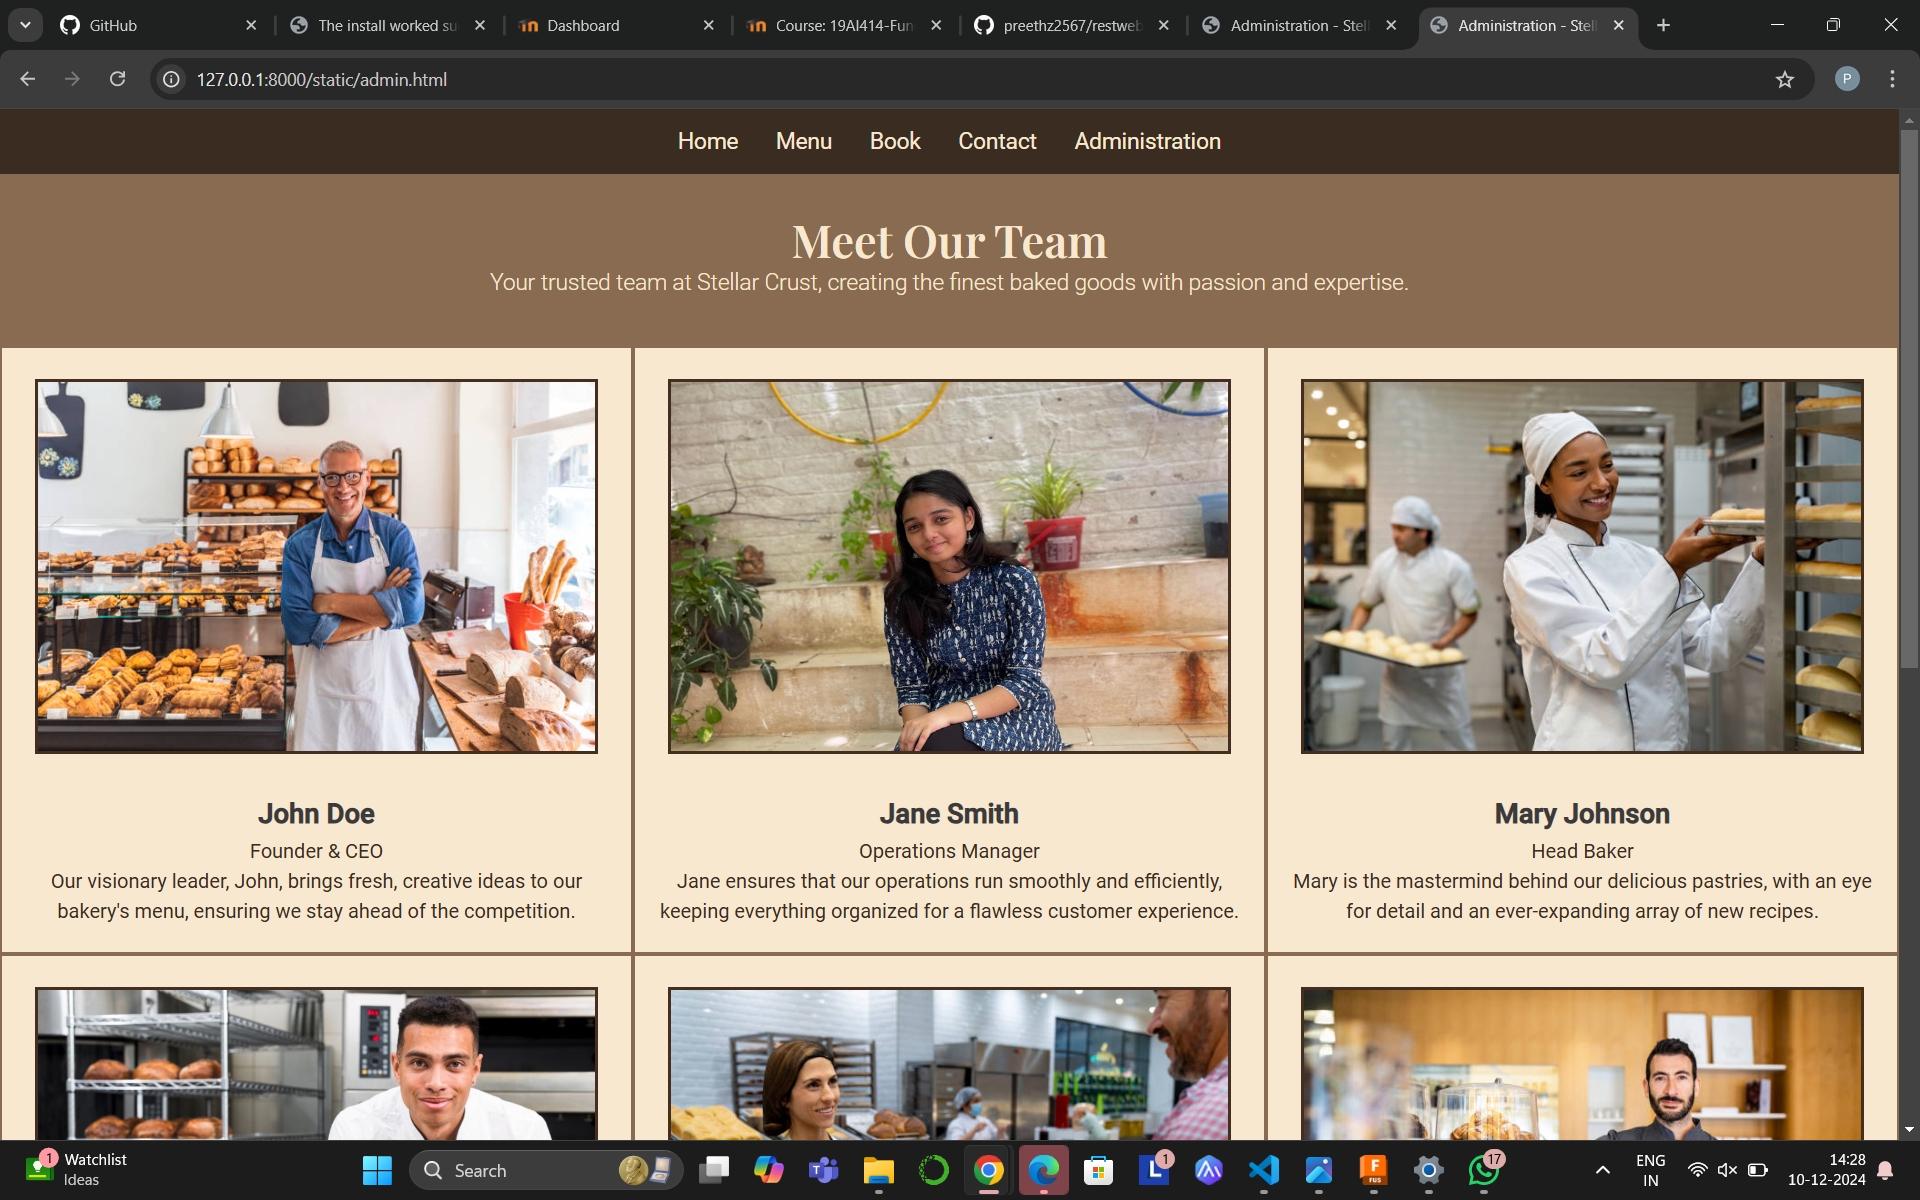 GitHub
The install worked su
Dashboard
Course: 19AI414-Fun
preethz2567/restweb
Administration - Stel
Administration - Stel
127.0.0.1:8000/static/admin.html
P
Home Menu Book Contact Administration
Meet Our Team
Your trusted team at Stellar Crust, creating the finest baked goods with passion and expertise.
John Doe
Founder & CEO
Our visionary leader, John, brings fresh, creative ideas to our
bakery's menu, ensuring we stay ahead of the competition.
Jane Smith
Operations Manager
Jane ensures that our operations run smoothly and efficiently,
keeping everything organized for a flawless customer experience.
Mary Johnson
Head Baker
Mary is the mastermind behind our delicious pastries, with an eye
for detail and an ever-expanding array of new recipes.
1
Watchlist
Ideas
Search
L
1
F
FUS
17
ENG
IN
14:28
10-12-2024